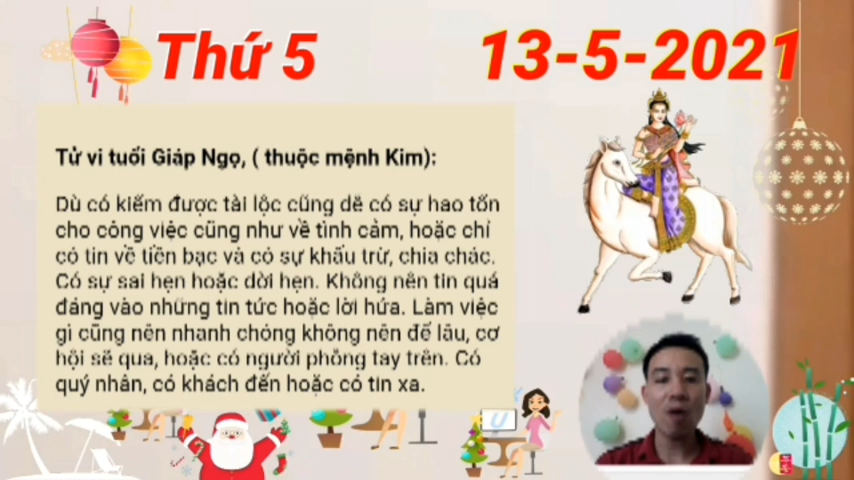 Thứ 5
13-5-2021
Tử vi tuổi Giáp Ngọ, ( thuộc mệnh Kim):
Dù có kiếm được tài lộc cũng dễ có sự hao tốn
cho công việc cũng như về tình cảm, hoặc chỉ
có tin về tiền bạc và có sự khấu trừ, chia chác.
Có sự sai hẹn hoặc dời hẹn. Không nên tin quá
đáng vào những tin tức hoặc lời hứa. Làm việc
gì cũng nên nhanh chóng không nên để lâu, cơ
hội sẽ qua, hoặc có người phỗng tay trên. Có
quý nhân, có khách đến hoặc có tin xa.